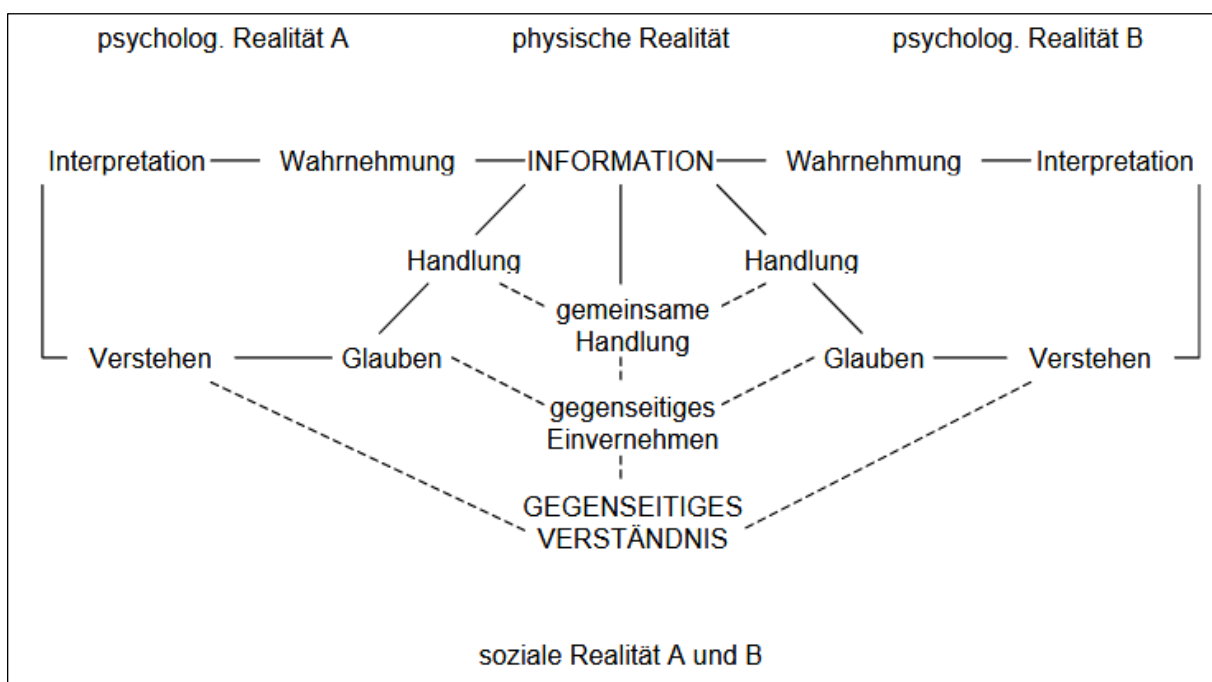 psycholog. Realität A physische Realität psycholog. Realität B
Interpretation Wahrnehmung INFORMATION Wahrnehmung Interpretation
Handlung Handlung
gemeinsame
Handlung
Verstehen Glauben Glauben Verstehen
gegenseitiges
Einvernehmen
GEGENSEITIGES
VERSTÄNDNIS
soziale Realität A und B